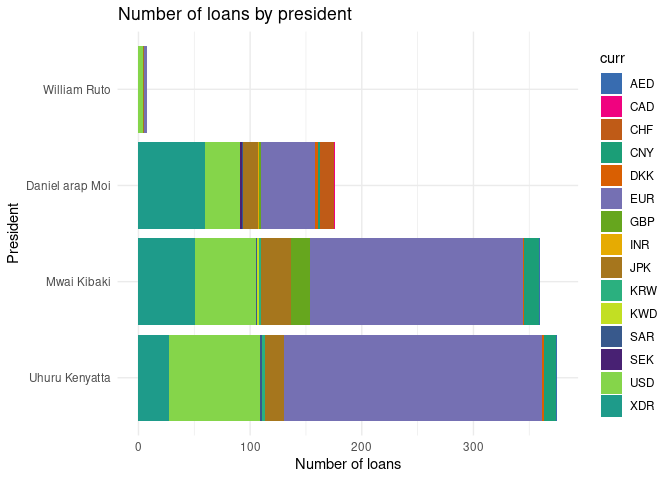 Number of loans by president
William Ruto
Daniel arap Moi
Mwai Kibaki
Uhuru Kenyatta
President
0 100 200 300
Number of loans
curr
AED
CAD
CHF
CNY
DKK
EUR
GBP
INR
JPK
KRW
KWD
SAR
SEK
USD
XDR